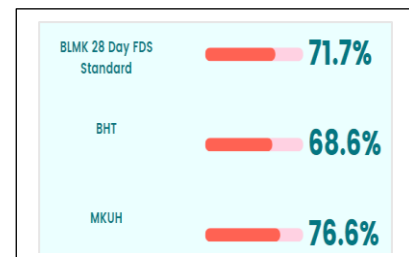 BLMK 28 Day FDS
Standard
71.7%
BHT
68.6%
MKUH
76.6%